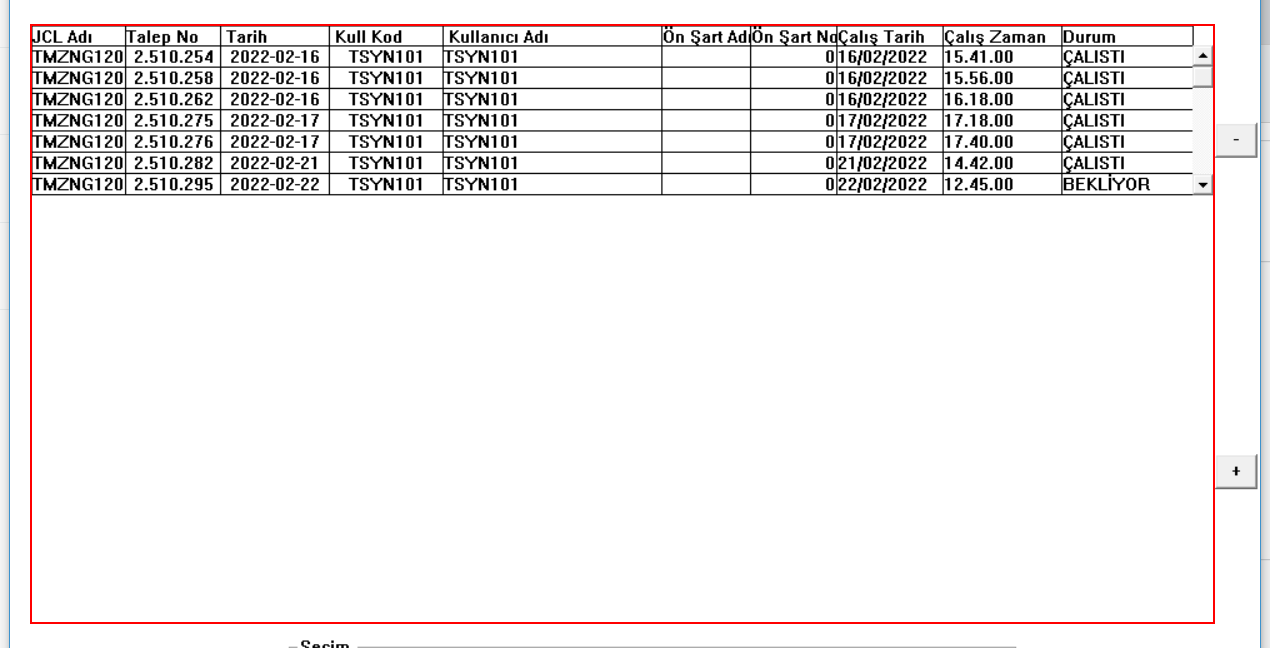 JCL Adı Talep No Tarih Kull Kod Kullanıcı Adı Ön Şart Adı Ön Şart No Çalış Tarih Çalış Zaman Durum
TMZNG120 2.510.254 2022-02-16 TSYN101 TSYN101 0 16/02/2022 15.41.00 ÇALISTI
TMZNG120 2.510.258 2022-02-16 TSYN101 TSYN101 0 16/02/2022 15.56.00 ÇALISTI
TMZNG120 2.510.262 2022-02-16 TSYN101 TSYN101 0 16/02/2022 16.18.00 ÇALISTI
TMZNG120 2.510.275 2022-02-17 TSYN101 TSYN101 0 17/02/2022 17.18.00 ÇALISTI
TMZNG120 2.510.276 2022-02-17 TSYN101 TSYN101 0 17/02/2022 17.40.00 ÇALISTI
TMZNG120 2.510.282 2022-02-21 TSYN101 TSYN101 0 21/02/2022 14.42.00 ÇALISTI
TMZNG120 2.510.295 2022-02-22 TSYN101 TSYN101 0 22/02/2022 12.45.00 BEKLİYOR
-
+
Seçim